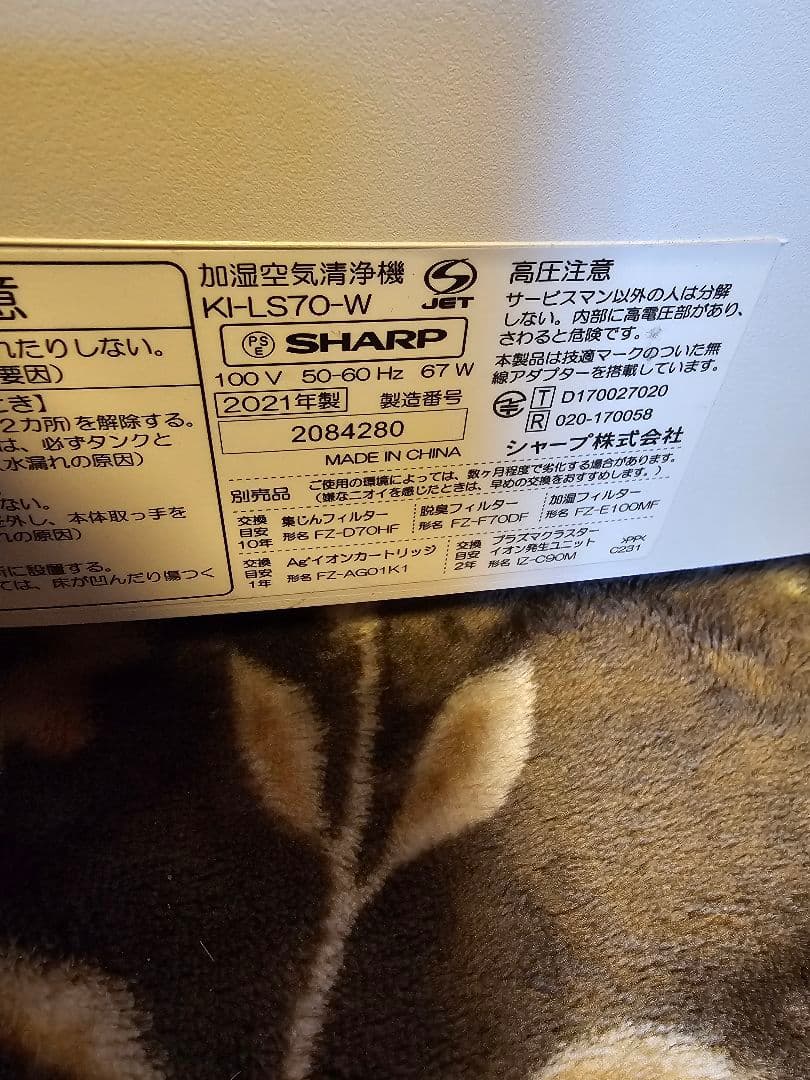 意
れたりしない。
要因)
とき】
2カ所)を解除する。
は、必ずタンクと
水漏れの原因)
ない。
を外し、本体取っ手を
れの原因)
に設置する。
ては、床が凹んだり傷つく
加湿空気清浄機
KI-LS70-W
JET
PSE SHARP
100V 50-60Hz 67W
2021年製 製造番号
2084280
MADE IN CHINA
高圧注意
サービスマン以外の人は分解
しない。内部に高電圧部があり、
さわると危険です。
本製品は技適マークのついた無
線アダプターを搭載しています。
T D170027020
R 020-170058
シャープ株式会社
別売品 ご使用の環境によっては、数ヶ月程度で劣化する場合があります。
(嫌なニオイを感じたときは、早めの交換をおすすめします。)
交換目安10年 集じんフィルター 形名 FZ-D70HF
脱臭フィルター 形名 FZ-F70DF
加湿フィルター 形名 FZ-E100MF
交換目安1年 Ag⁺イオンカートリッジ 形名 FZ-AG01K1
交換目安2年 プラズマクラスターイオン発生ユニット 形名 IZ-C90M
>PP<
C231